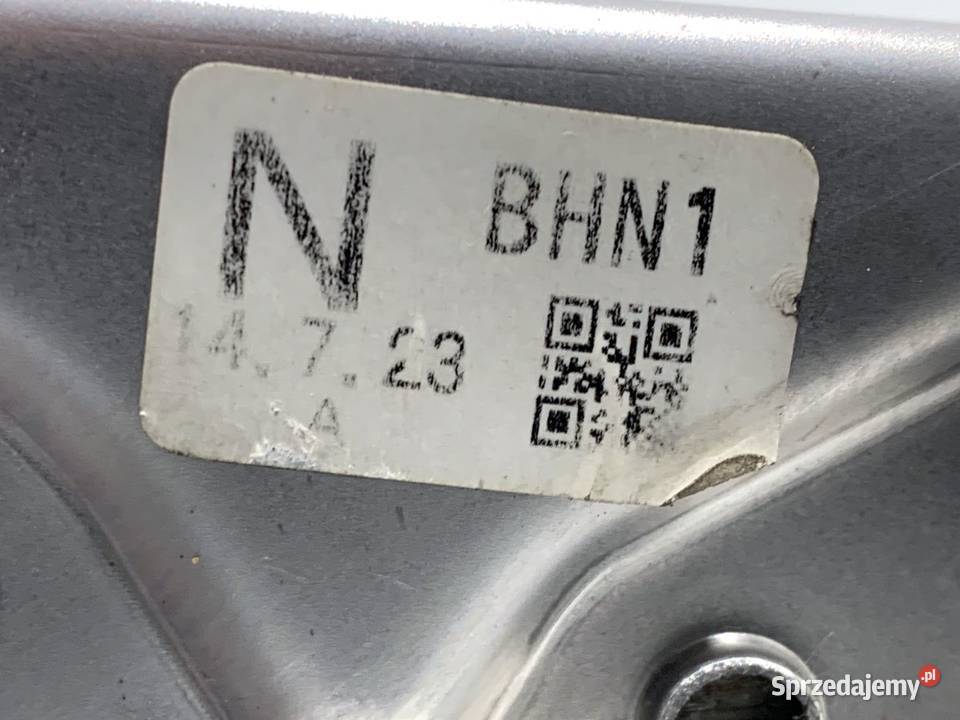 N BHN1
14. 7. 23
A
Sprzedajemy.pl